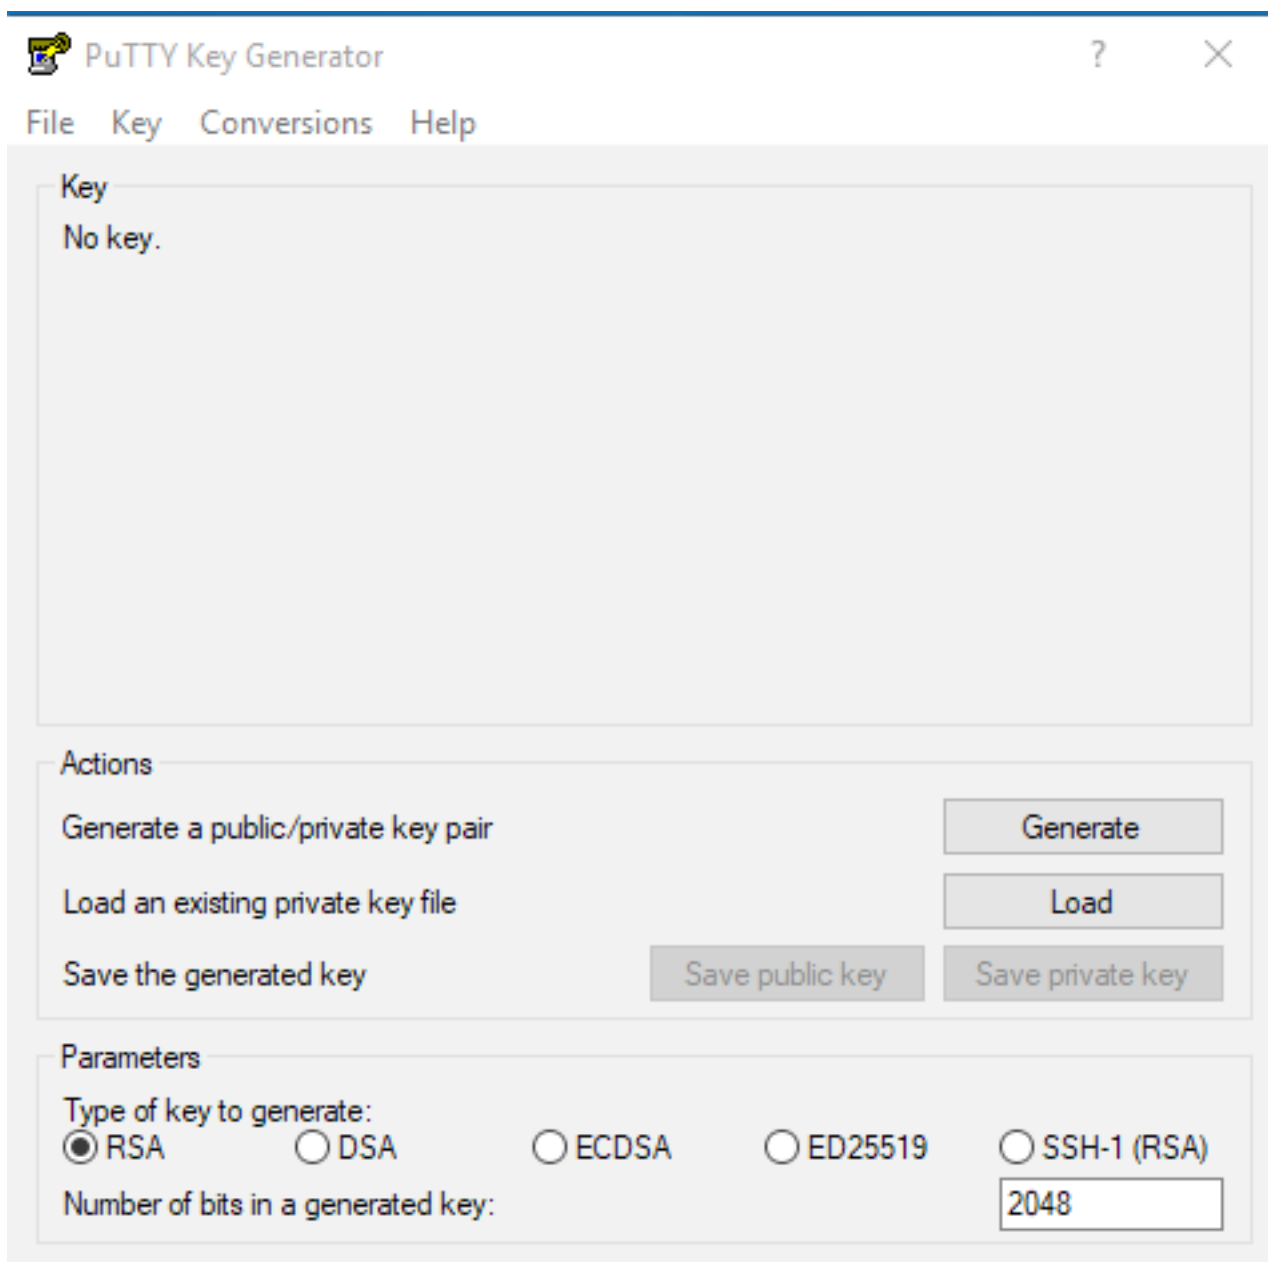 PuTTY Key Generator ?
File Key Conversions Help
Key
No key.
Actions
Generate a public/private key pair Generate
Load an existing private key file Load
Save the generated key Save public key Save private key
Parameters
Type of key to generate:
RSA DSA ECDSA ED25519 SSH-1 (RSA)
Number of bits in a generated key: 2048